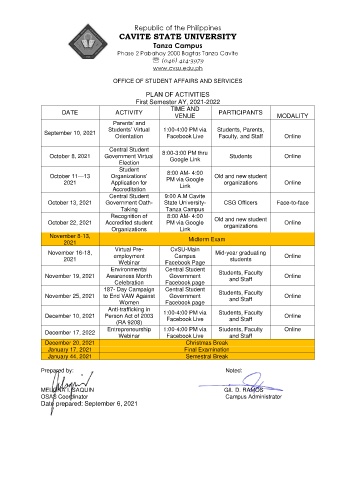 Republic of the Philippines
CAVITE STATE UNIVERSITY
Tanza Campus
Phase 2 Pabahay 2000 Bagtas Tanza Cavite
☏ (046) 414-3979
www.cvsu.edu.ph
OFFICE OF STUDENT AFFAIRS AND SERVICES
PLAN OF ACTIVITIES
First Semester AY, 2021-2022
DATE ACTIVITY TIME AND VENUE PARTICIPANTS MODALITY
September 10, 2021 Parents' and Students' Virtual Orientation 1:00-4:00 PM via Facebook Live Students, Parents, Faculty, and Staff Online
October 8, 2021 Central Student Government Virtual Election 8:00-3:00 PM thru Google Link Students Online
October 11—13 2021 Student Organizations' Application for Accreditation 8:00 AM- 4:00 PM via Google Link Old and new student organizations Online
October 13, 2021 Central Student Government Oath-Taking 9:00 A.M Cavite State University-Tanza Campus CSG Officers Face-to-face
October 22, 2021 Recognition of Accredited student Organizations 8:00 AM- 4:00 PM via Google Link Old and new student organizations Online
November 8-13, 2021 Midterm Exam
November 16-18, 2021 Virtual Pre-employment Webinar CvSU-Main Campus Facebook Page Mid-year graduating students Online
November 19, 2021 Environmental Awareness Month Celebration Central Student Government Facebook page Students, Faculty and Staff Online
November 25, 2021 187- Day Campaign to End VAW Against Women Central Student Government Facebook page Students, Faculty and Staff Online
December 10, 2021 Anti-trafficking in Person Act of 2003 (RA 9208) 1:00-4:00 PM via Facebook Live Students, Faculty and Staff Online
December 17, 2022 Entrepreneurship Webinar 1:00-4:00 PM via Facebook Live Students, Faculty and Staff Online
December 20, 2021 Christmas Break
January 17, 2021 Final Examination
January 44, 2021 Semestral Break
Prepared by: Noted:
GIL D. RAMOS
OSAS Coordinator Campus Administrator
Date prepared: September 6, 2021